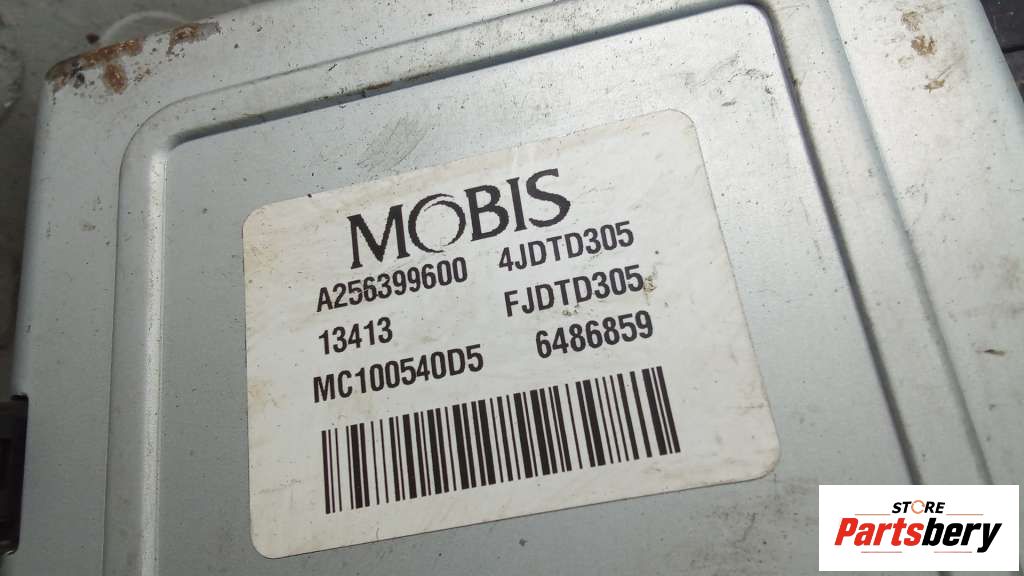 MOBIS
A256399600 4JDTD305
13413 FJDTD305
MC100540D5 6486859
STORE
Partsbery